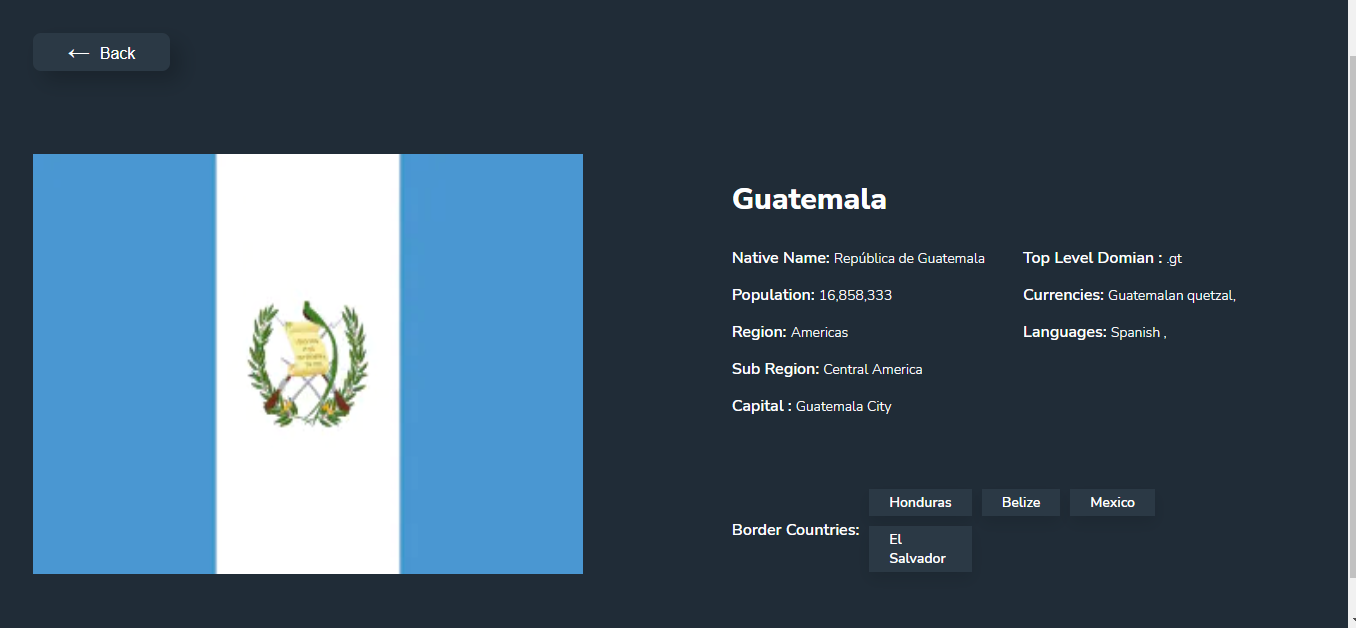 ← Back
Guatemala
Native Name: República de Guatemala
Population: 16,858,333
Region: Americas
Sub Region: Central America
Capital : Guatemala City
Top Level Domian : .gt
Currencies: Guatemalan quetzal,
Languages: Spanish ,
Border Countries:
Honduras
Belize
Mexico
El
Salvador